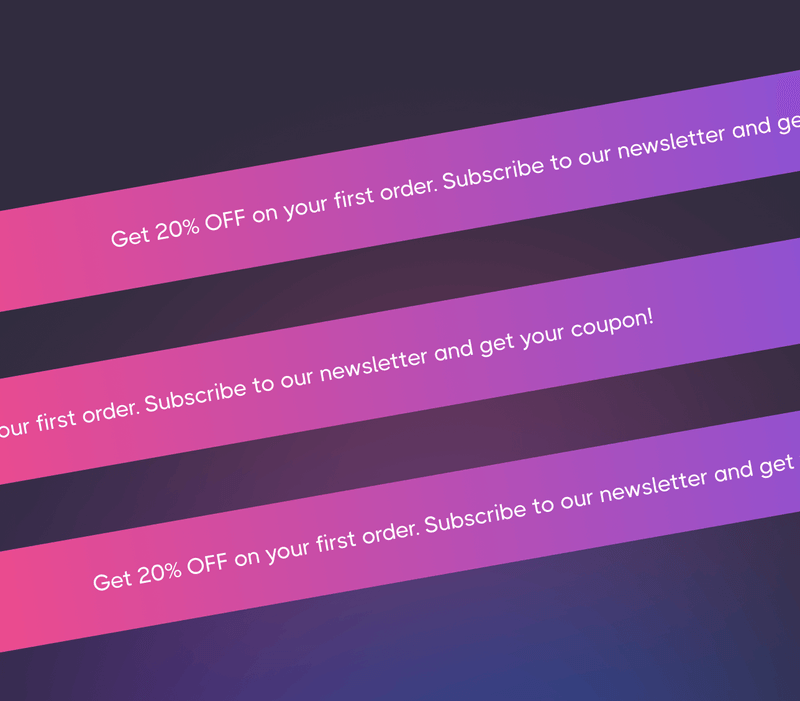 Get 20% OFF on your first order. Subscribe to our newsletter and ge
our first order. Subscribe to our newsletter and get your coupon!
Get 20% OFF on your first order. Subscribe to our newsletter and get